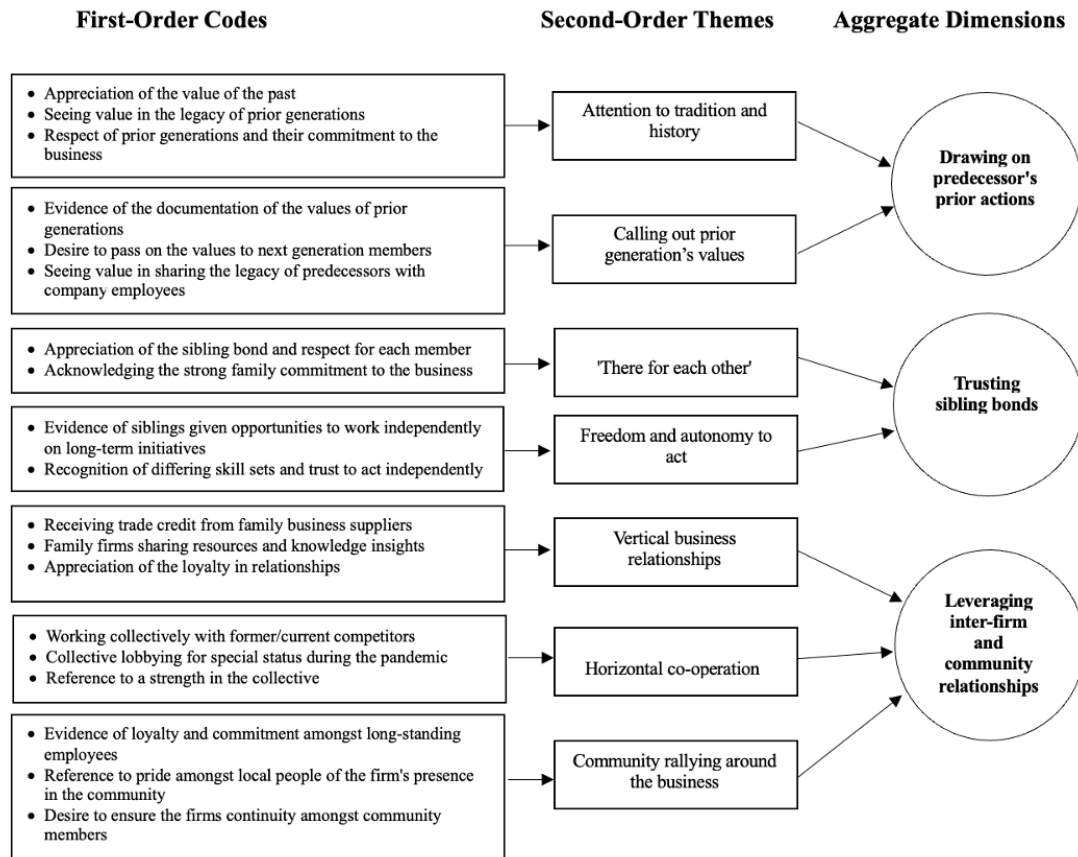 First-Order Codes
Second-Order Themes
Aggregate Dimensions
• Appreciation of the value of the past
• Seeing value in the legacy of prior generations
• Respect of prior generations and their commitment to the
business
Attention to tradition and
history
Drawing on
predecessor's
prior actions
• Evidence of the documentation of the values of prior
generations
• Desire to pass on the values to next generation members
• Seeing value in sharing the legacy of predecessors with
company employees
Calling out prior
generation's values
• Appreciation of the sibling bond and respect for each member
• Acknowledging the strong family commitment to the business
'There for each other'
Trusting
sibling bonds
• Evidence of siblings given opportunities to work independently
on long-term initiatives
• Recognition of differing skill sets and trust to act independently
Freedom and autonomy to
act
• Receiving trade credit from family business suppliers
• Family firms sharing resources and knowledge insights
• Appreciation of the loyalty in relationships
Vertical business
relationships
Leveraging
inter-firm
and
community
relationships
• Working collectively with former/current competitors
• Collective lobbying for special status during the pandemic
• Reference to a strength in the collective
Horizontal co-operation
• Evidence of loyalty and commitment amongst long-standing
employees
• Reference to pride amongst local people of the firm's presence
in the community
• Desire to ensure the firms continuity amongst community
members
Community rallying around
the business